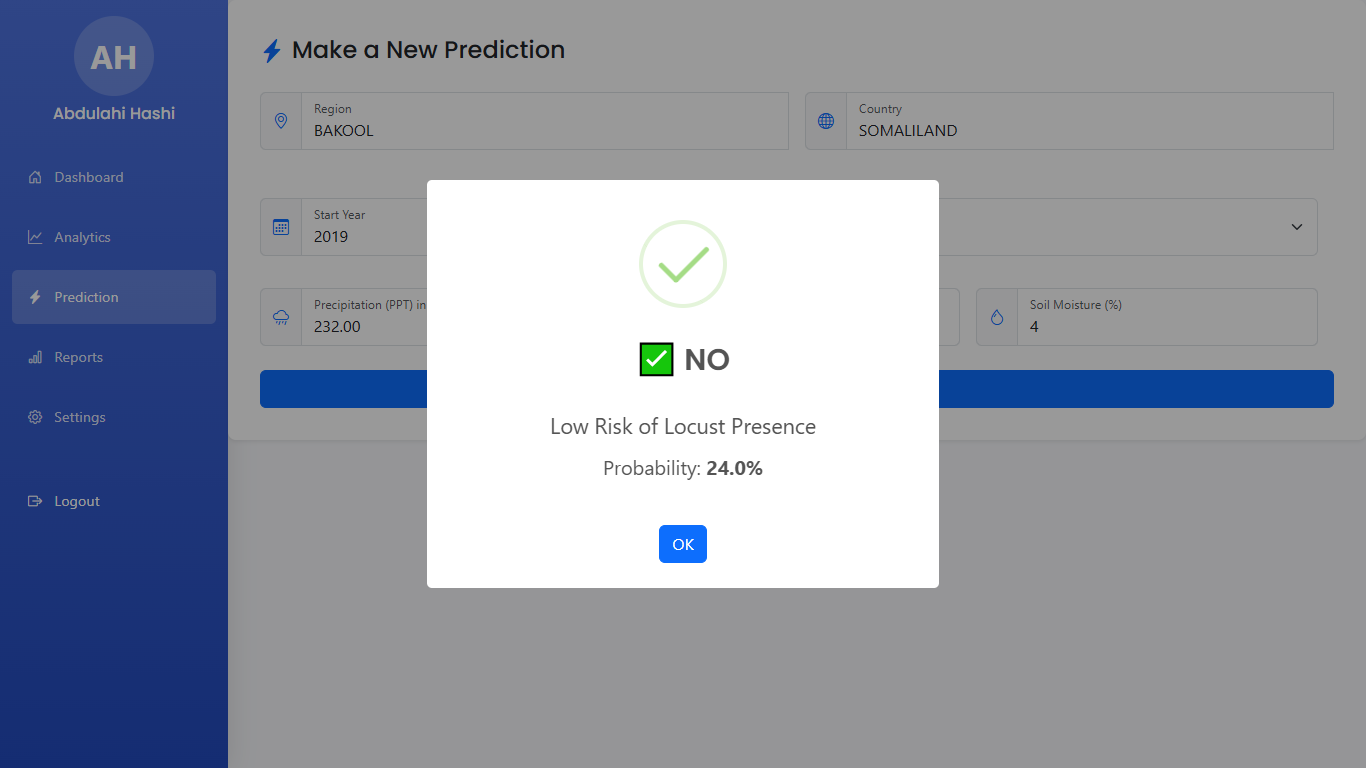 AH
Abdulahi Hashi
Dashboard
Analytics
Prediction
Reports
Settings
Logout
Make a New Prediction
Region
BAKOOL
Country
SOMALILAND
Start Year
2019
Precipitation (PPT) in
232.00
Soil Moisture (%)
4
NO
Low Risk of Locust Presence
Probability: 24.0%
OK